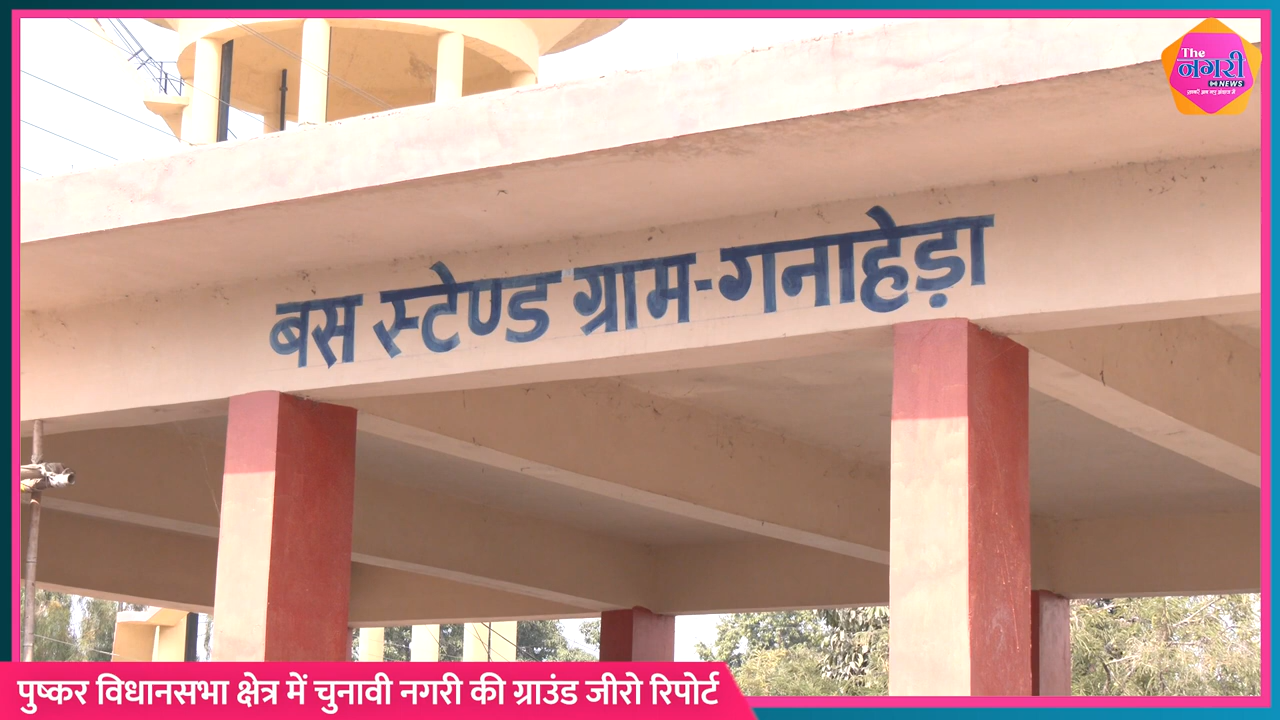 The
नगरी
NEWS
बस स्टेण्ड ग्राम-गनाहेड़ा
पुष्कर विधानसभा क्षेत्र में चुनावी नगरी की ग्राउंड जीरो रिपोर्ट